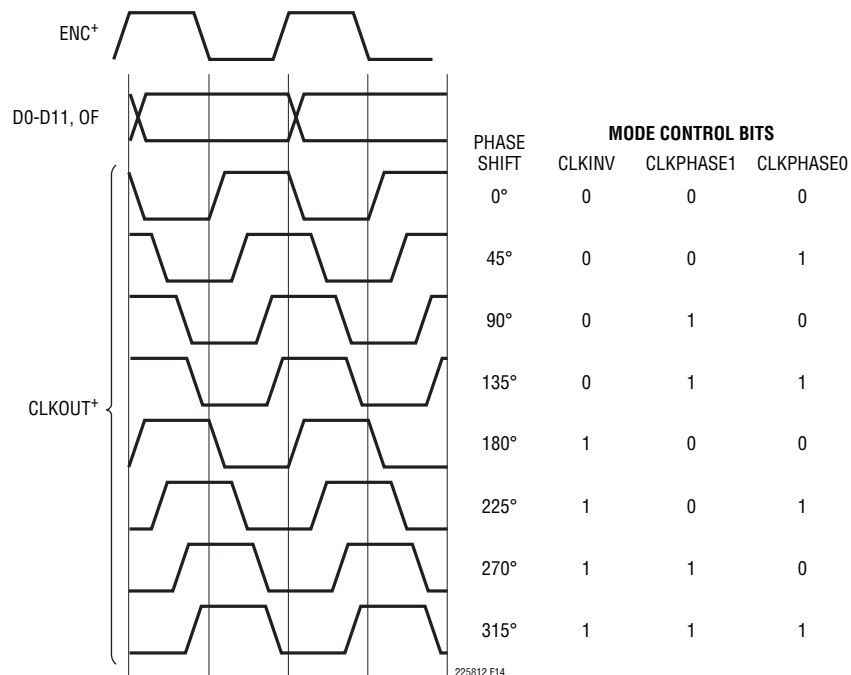 ENC+
D0-D11, OF
CLKOUT+
PHASE SHIFT
MODE CONTROL BITS
CLKINV CLKPHASE1 CLKPHASE0
0° 0 0 0
45° 0 0 1
90° 0 1 0
135° 0 1 1
180° 1 0 0
225° 1 0 1
270° 1 1 0
315° 1 1 1
225812 F14